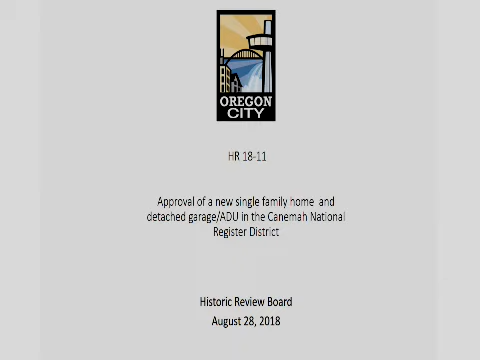 OREGON
CITY
HR 18-11
Approval of a new single family home and
detached garage/ADU in the Canemah National
Register District
Historic Review Board
August 28, 2018